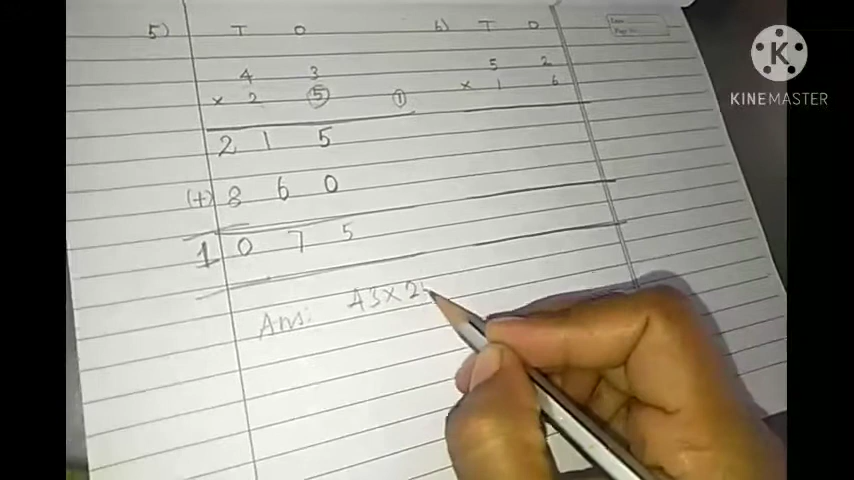 5) T O 6) T O
4 3 5 2
× 2 5 1 × 1 6
2 1 5
(+) 8 6 0
1 0 7 5
Ans: 43×25
K
KINEMASTER